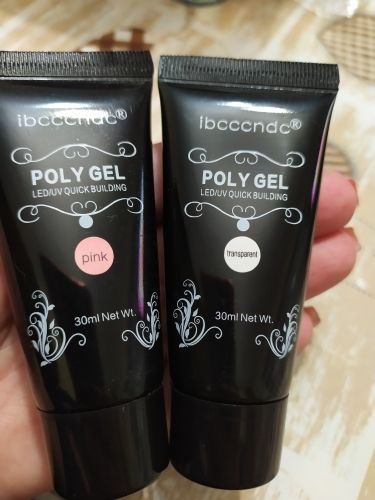 ibcccndc®
POLY GEL
LED/UV QUICK BUILDING
pink
30ml Net Wt.
ibcccndc®
POLY GEL
LED/UV QUICK BUILDING
transparent
30ml Net Wt.